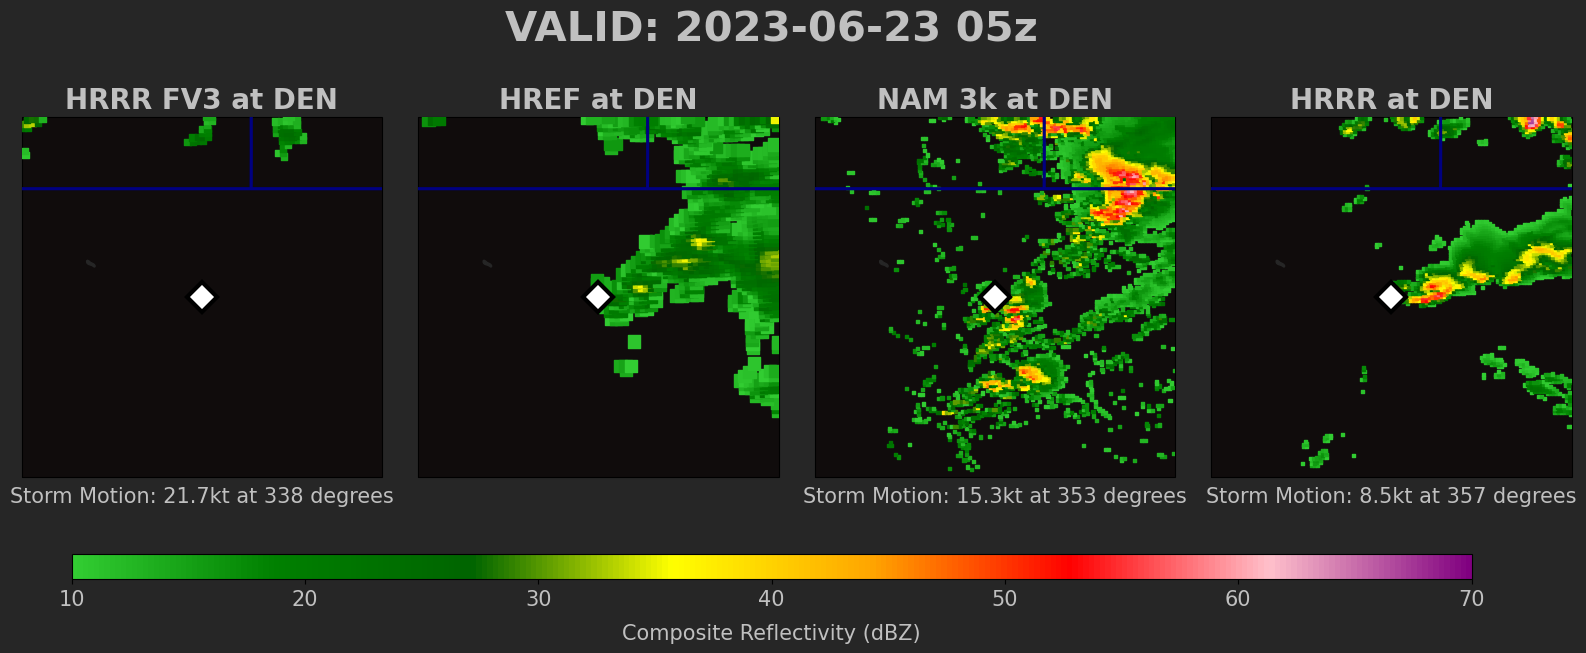 VALID: 2023-06-23 05z
HRRR FV3 at DEN
HREF at DEN
NAM 3k at DEN
HRRR at DEN
Storm Motion: 21.7kt at 338 degrees
Storm Motion: 15.3kt at 353 degrees
Storm Motion: 8.5kt at 357 degrees
10 20 30 40 50 60 70
Composite Reflectivity (dBZ)